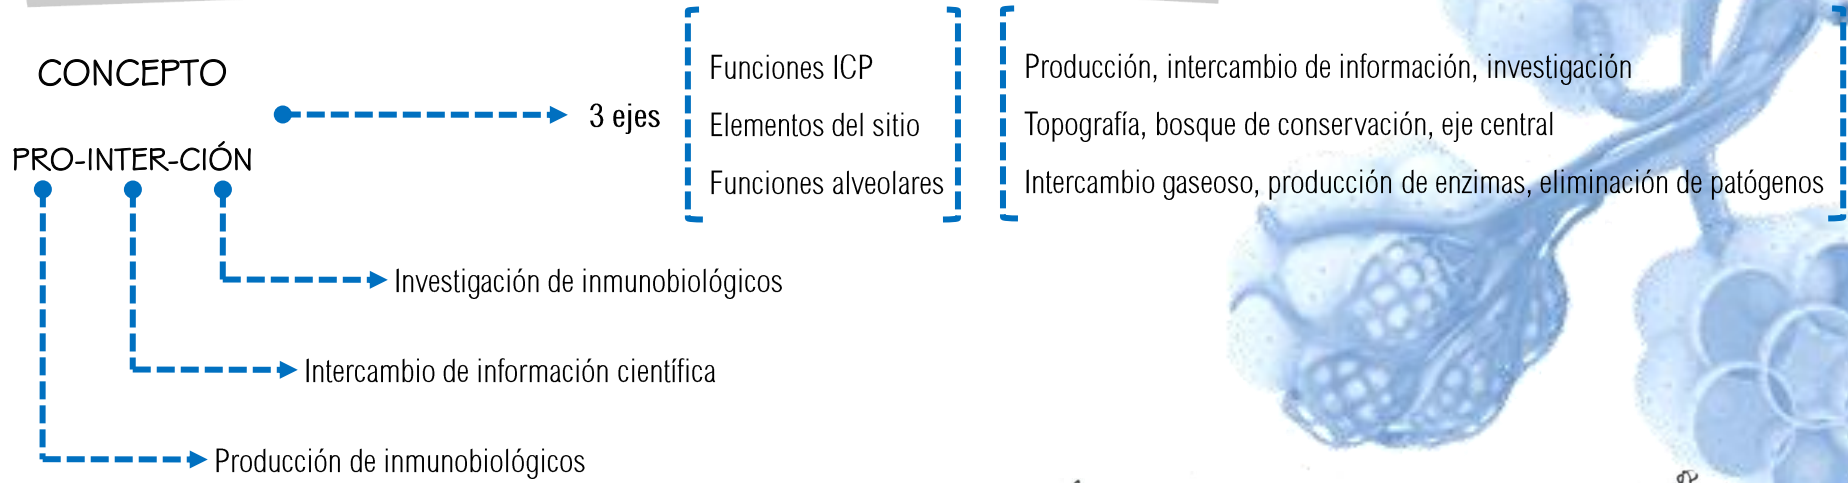 CONCEPTO
PRO-INTER-CIÓN
3 ejes
Funciones ICP
Elementos del sitio
Funciones alveolares
Producción, intercambio de información, investigación
Topografía, bosque de conservación, eje central
Intercambio gaseoso, producción de enzimas, eliminación de patógenos
Investigación de inmunobiológicos
Intercambio de información científica
Producción de inmunobiológicos